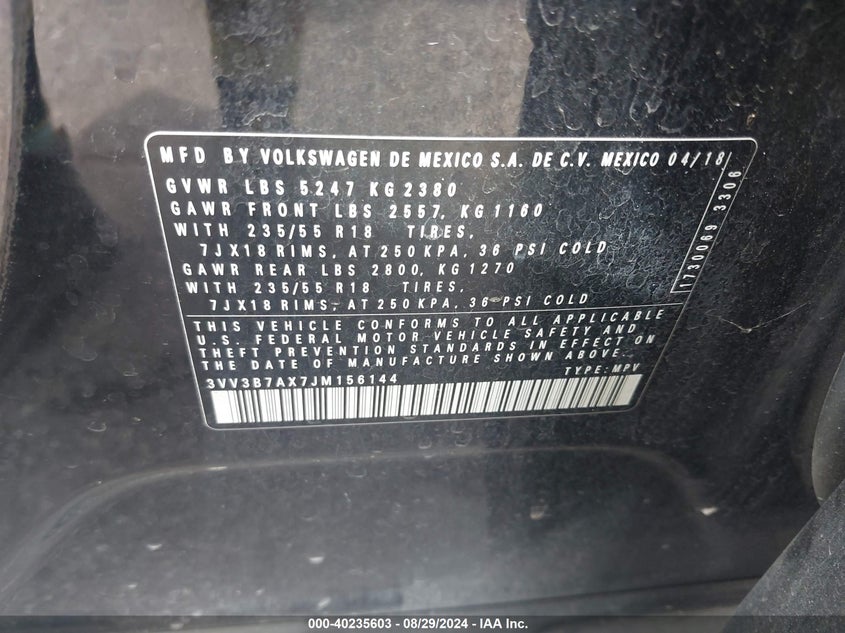 MFD BY VOLKSWAGEN DE MEXICO S.A. DE C.V. MEXICO 04/18
GVWR LBS 5247 KG 2380
GAWR FRONT LBS 2557, KG 1160
WITH 235/55 R18 TIRES,
7JX18 RIMS, AT 250 KPA, 36 PSI COLD
GAWR REAR LBS 2800, KG 1270
WITH 235/55 R18 TIRES,
7JX18 RIMS, AT 250 KPA, 36 PSI COLD
1730069 3306
THIS VEHICLE CONFORMS TO ALL APPLICABLE
U.S. FEDERAL MOTOR VEHICLE SAFETY AND
THEFT PREVENTION STANDARDS IN EFFECT ON
THE DATE OF MANUFACTURE SHOWN ABOVE.
3VV3B7AX7JM156144 TYPE: MPV
000-40235603 - 08/29/2024 - IAA Inc.